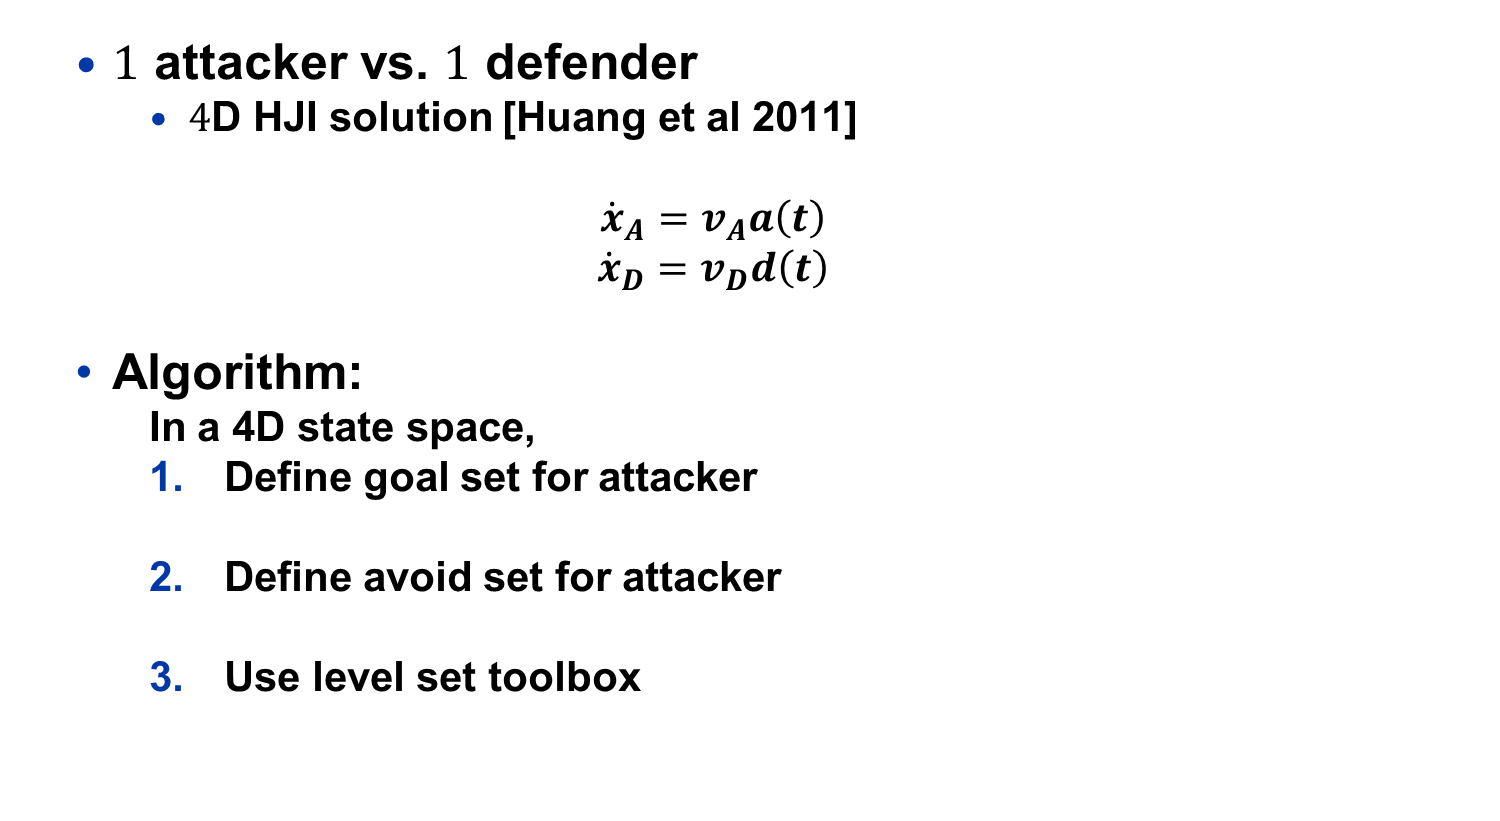 • 1 attacker vs. 1 defender
• 4D HJI solution [Huang et al 2011]
ẋ_A = v_A a(t)
ẋ_D = v_D d(t)
• Algorithm:
In a 4D state space,
1. Define goal set for attacker
2. Define avoid set for attacker
3. Use level set toolbox